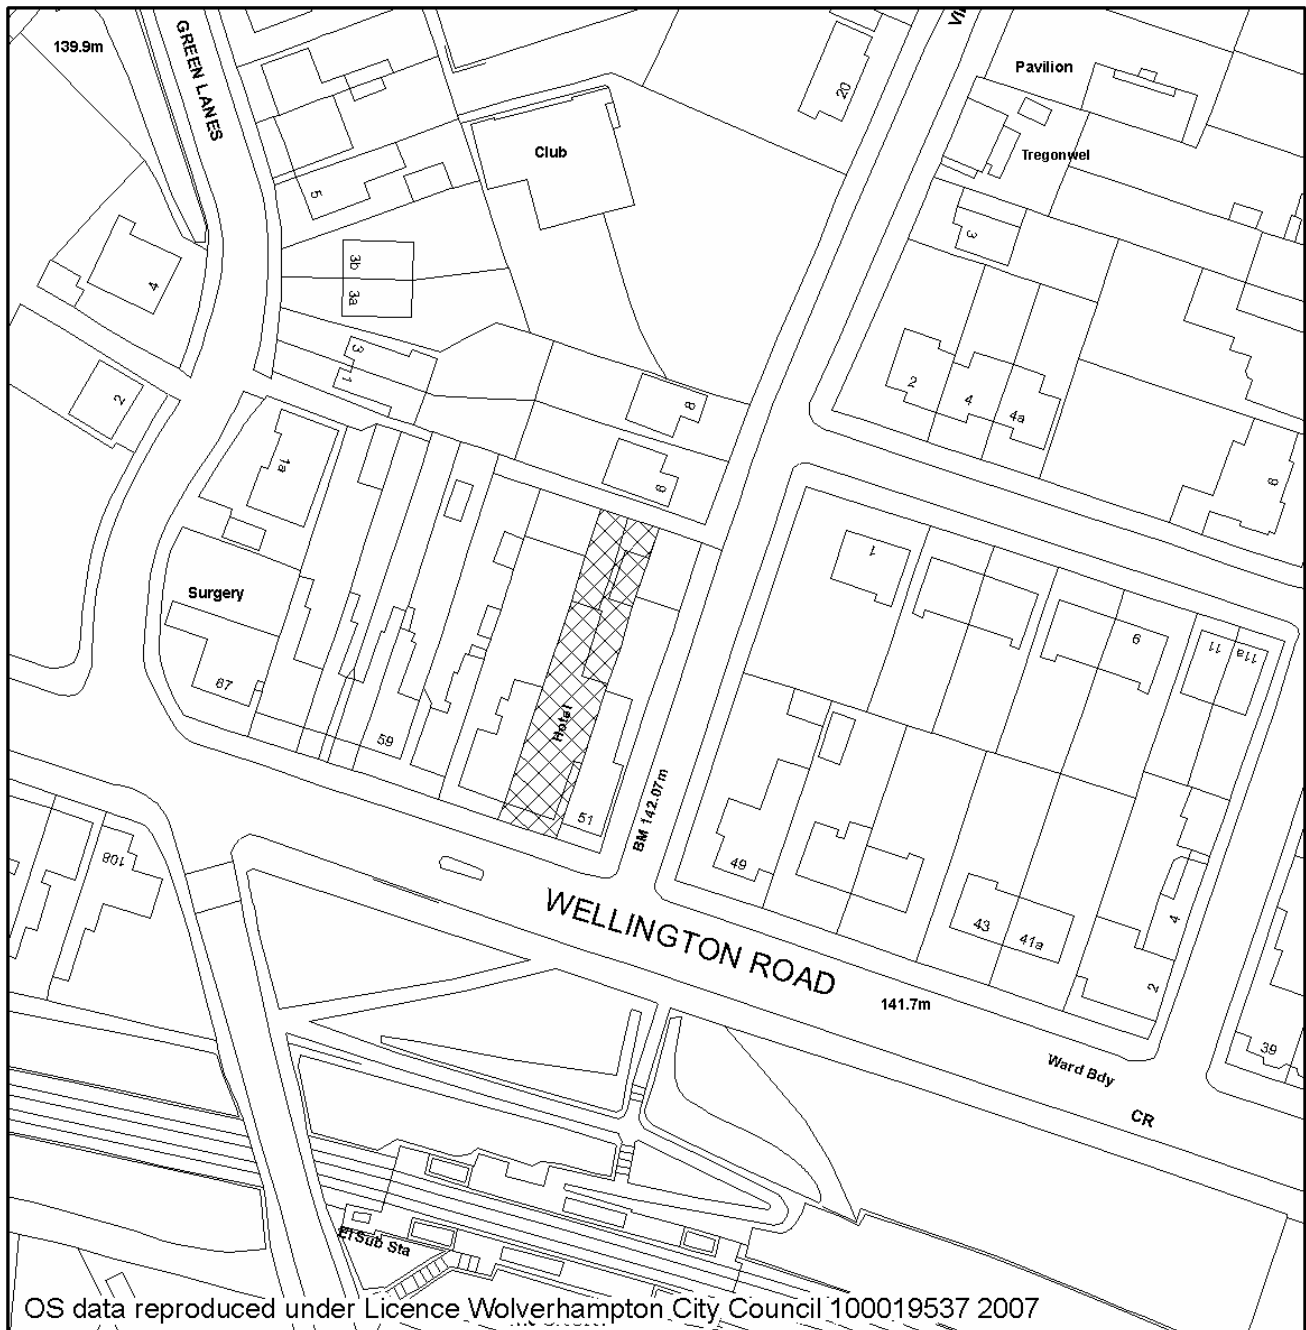 139.9m
GREEN LANES
Pavilion
20
Club
Tregonwel
5
3
3b
3a
4
3
1
2
2
4
4a
8
8
1a
9
1
Surgery
9
11
11a
67
59
Hotel
51
BM 142.07m
108
49
WELLINGTON ROAD
43
41a
4
2
141.7m
39
Ward Bdy
CR
El Sub Sta
OS data reproduced under Licence Wolverhampton City Council 100019537 2007